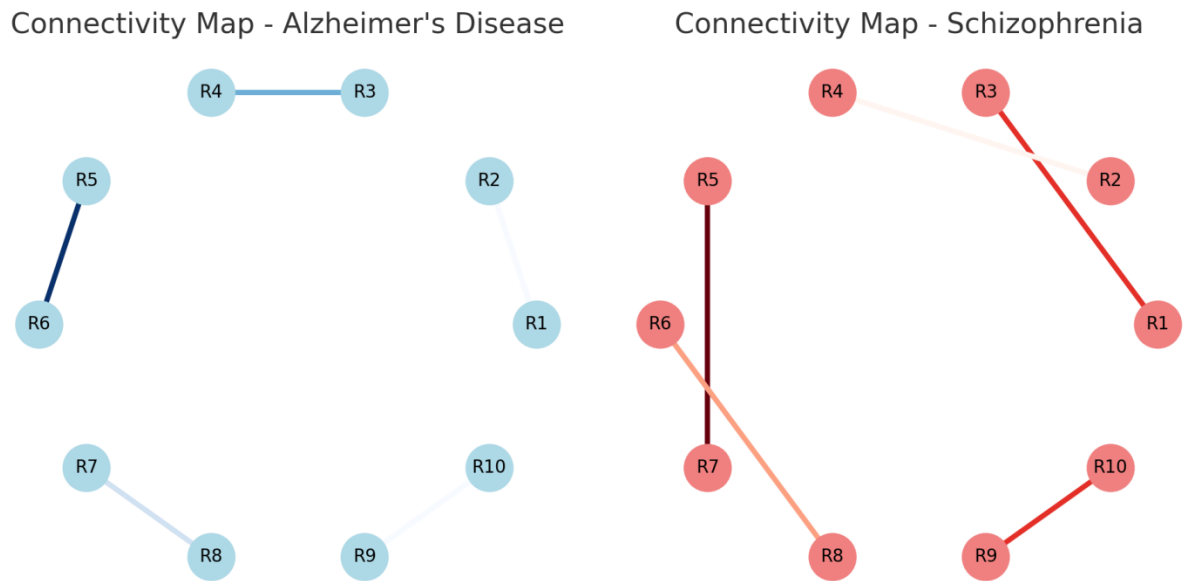 Connectivity Map - Alzheimer's Disease
R4
R3
R5
R2
R6
R1
R7
R10
R8
R9
Connectivity Map - Schizophrenia
R4
R3
R5
R2
R6
R1
R7
R10
R8
R9